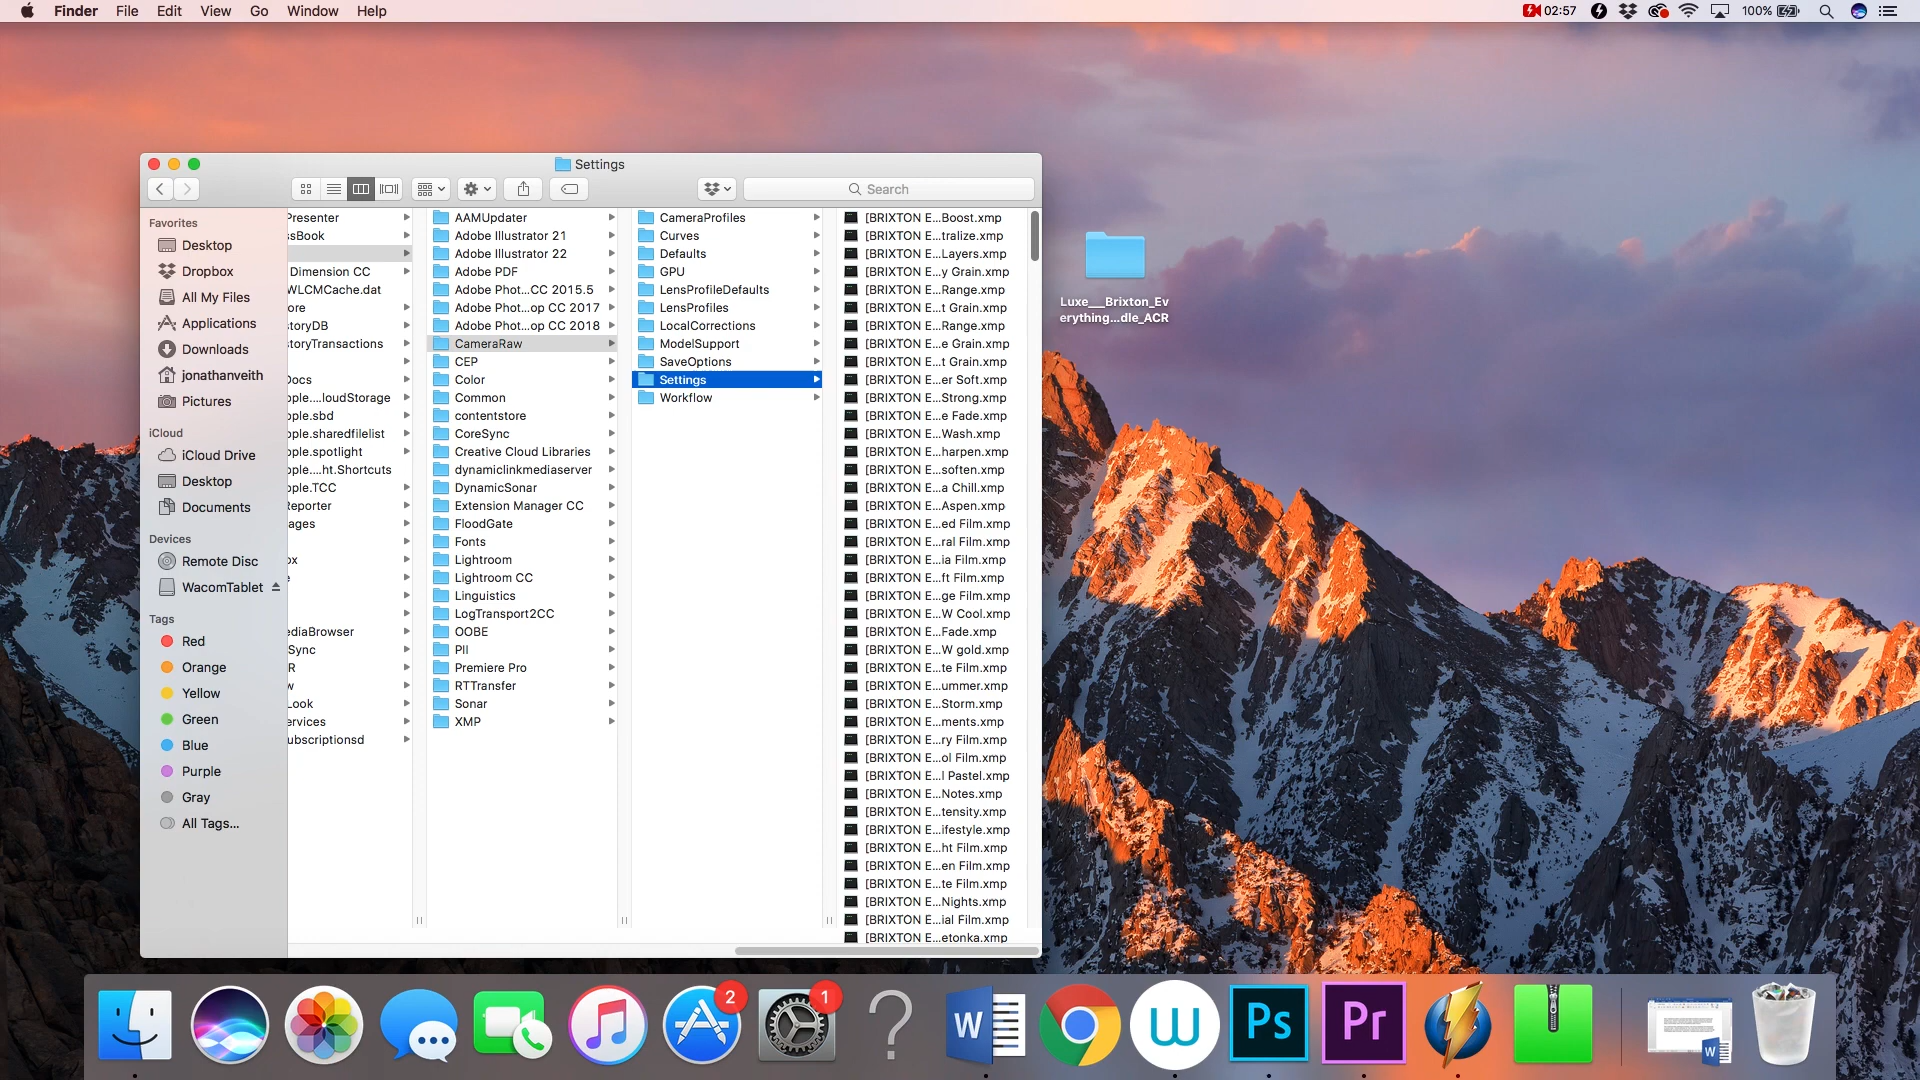 Finder File Edit View Go Window Help 02:57 100%
Settings
Search
Favorites
Desktop
Dropbox
All My Files
Applications
Downloads
jonathanveith
Pictures
iCloud
iCloud Drive
Desktop
Documents
Devices
Remote Disc
WacomTablet
Tags
Red
Orange
Yellow
Green
Blue
Purple
Gray
All Tags...
Presenter
ssBook
Dimension CC
WLCMCache.dat
ore
storyDB
storyTransactions
Docs
ople....loudStorage
ople.sbd
ople.sharedfilelist
ople.spotlight
ople....ht.Shortcuts
ople.TCC
Reporter
ages
ox
e
ediaBrowser
Sync
R
w
Look
ervices
ubscriptionsd
AAMUpdater
Adobe Illustrator 21
Adobe Illustrator 22
Adobe PDF
Adobe Phot...CC 2015.5
Adobe Phot...op CC 2017
Adobe Phot...op CC 2018
CameraRaw
CEP
Color
Common
contentstore
CoreSync
Creative Cloud Libraries
dynamiclinkmediaserver
DynamicSonar
Extension Manager CC
FloodGate
Fonts
Lightroom
Lightroom CC
Linguistics
LogTransport2CC
OOBE
PII
Premiere Pro
RTTransfer
Sonar
XMP
CameraProfiles
Curves
Defaults
GPU
LensProfileDefaults
LensProfiles
LocalCorrections
ModelSupport
SaveOptions
Settings
Workflow
[BRIXTON E...Boost.xmp
[BRIXTON E...tralize.xmp
[BRIXTON E...Layers.xmp
[BRIXTON E...y Grain.xmp
[BRIXTON E...Range.xmp
[BRIXTON E...t Grain.xmp
[BRIXTON E...Range.xmp
[BRIXTON E...e Grain.xmp
[BRIXTON E...t Grain.xmp
[BRIXTON E...er Soft.xmp
[BRIXTON E...Strong.xmp
[BRIXTON E...e Fade.xmp
[BRIXTON E...Wash.xmp
[BRIXTON E...harpen.xmp
[BRIXTON E...soften.xmp
[BRIXTON E...a Chill.xmp
[BRIXTON E...Aspen.xmp
[BRIXTON E...ed Film.xmp
[BRIXTON E...ral Film.xmp
[BRIXTON E...ia Film.xmp
[BRIXTON E...ft Film.xmp
[BRIXTON E...ge Film.xmp
[BRIXTON E...W Cool.xmp
[BRIXTON E...Fade.xmp
[BRIXTON E...W gold.xmp
[BRIXTON E...te Film.xmp
[BRIXTON E...ummer.xmp
[BRIXTON E...Storm.xmp
[BRIXTON E...ments.xmp
[BRIXTON E...ry Film.xmp
[BRIXTON E...ol Film.xmp
[BRIXTON E...l Pastel.xmp
[BRIXTON E...Notes.xmp
[BRIXTON E...tensity.xmp
[BRIXTON E...ifestyle.xmp
[BRIXTON E...ht Film.xmp
[BRIXTON E...en Film.xmp
[BRIXTON E...te Film.xmp
[BRIXTON E...Nights.xmp
[BRIXTON E...ial Film.xmp
[BRIXTON E...etonka.xmp
Luxe___Brixton_Ev
erything...dle_ACR
2
1
?
W
Ps
Pr
W